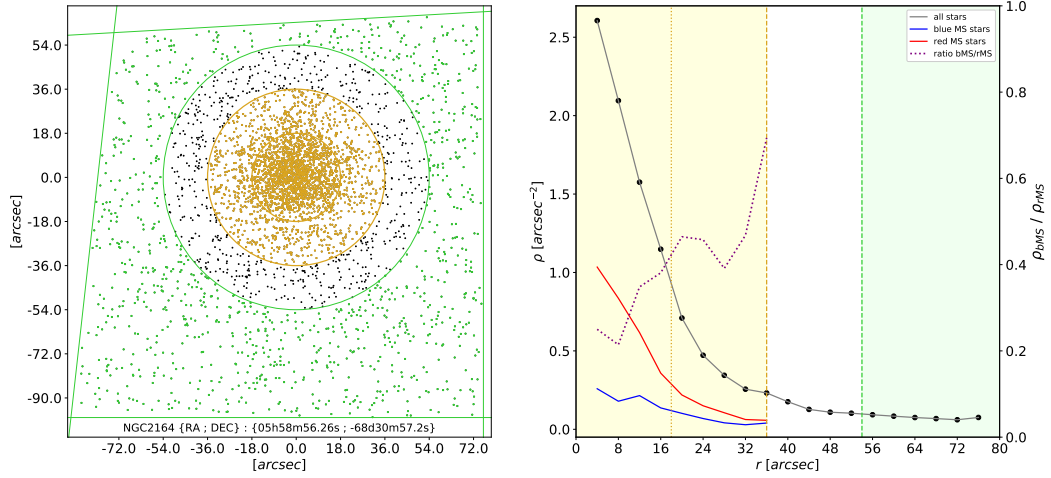 54.0
36.0
18.0
0.0
-18.0
-36.0
-54.0
-72.0
-90.0
[arcsec]
NGC2164 {RA ; DEC} : {05h58m56.26s ; -68d30m57.2s}
-72.0 -54.0 -36.0 -18.0 0.0 18.0 36.0 54.0 72.0
[arcsec]
2.5
2.0
1.5
1.0
0.5
0.0
ρ [arcsec⁻²]
all stars
blue MS stars
red MS stars
ratio bMS/rMS
1.0
0.8
0.6
0.4
0.2
0.0
ρbMS / ρrMS
0 8 16 24 32 40 48 56 64 72 80
r [arcsec]